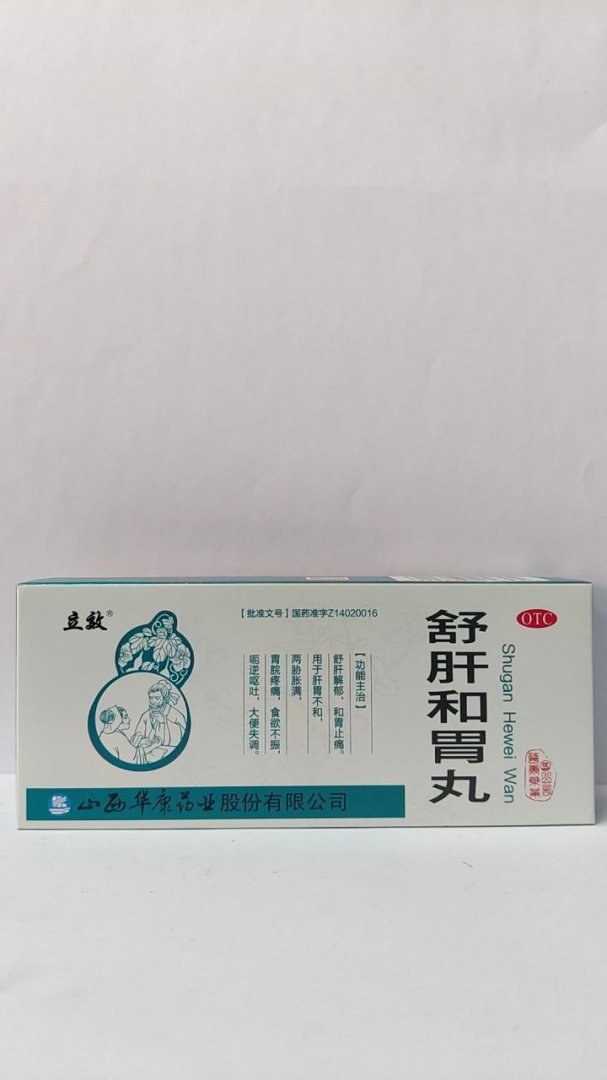 立效®
【批准文号】国药准字Z14020016
【功能主治】
舒肝解郁，和胃止痛。
用于肝胃不和，
两胁胀满，
胃脘疼痛，食欲不振，
呃逆呕吐，大便失调。
舒肝和胃丸
Shugan Hewei Wan
OTC
山西华康药业股份有限公司